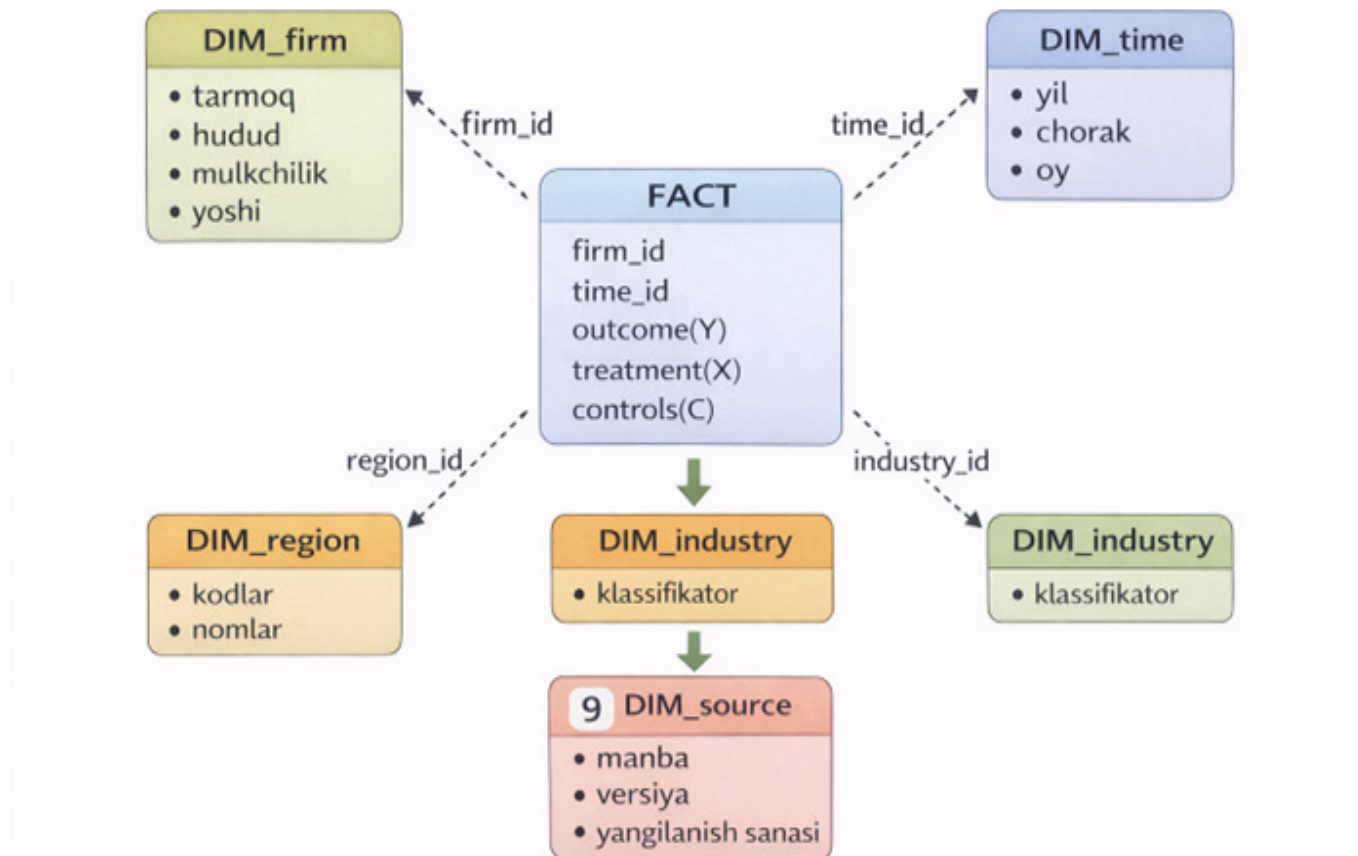 DIM_firm
• tarmoq
• hudud
• mulkchilik
• yoshi
firm_id
time_id
DIM_time
• yil
• chorak
• oy
FACT
firm_id
time_id
outcome(Y)
treatment(X)
controls(C)
region_id
industry_id
DIM_region
• kodlar
• nomlar
DIM_industry
• klassifikator
DIM_industry
• klassifikator
9 DIM_source
• manba
• versiya
• yangilanish sanasi